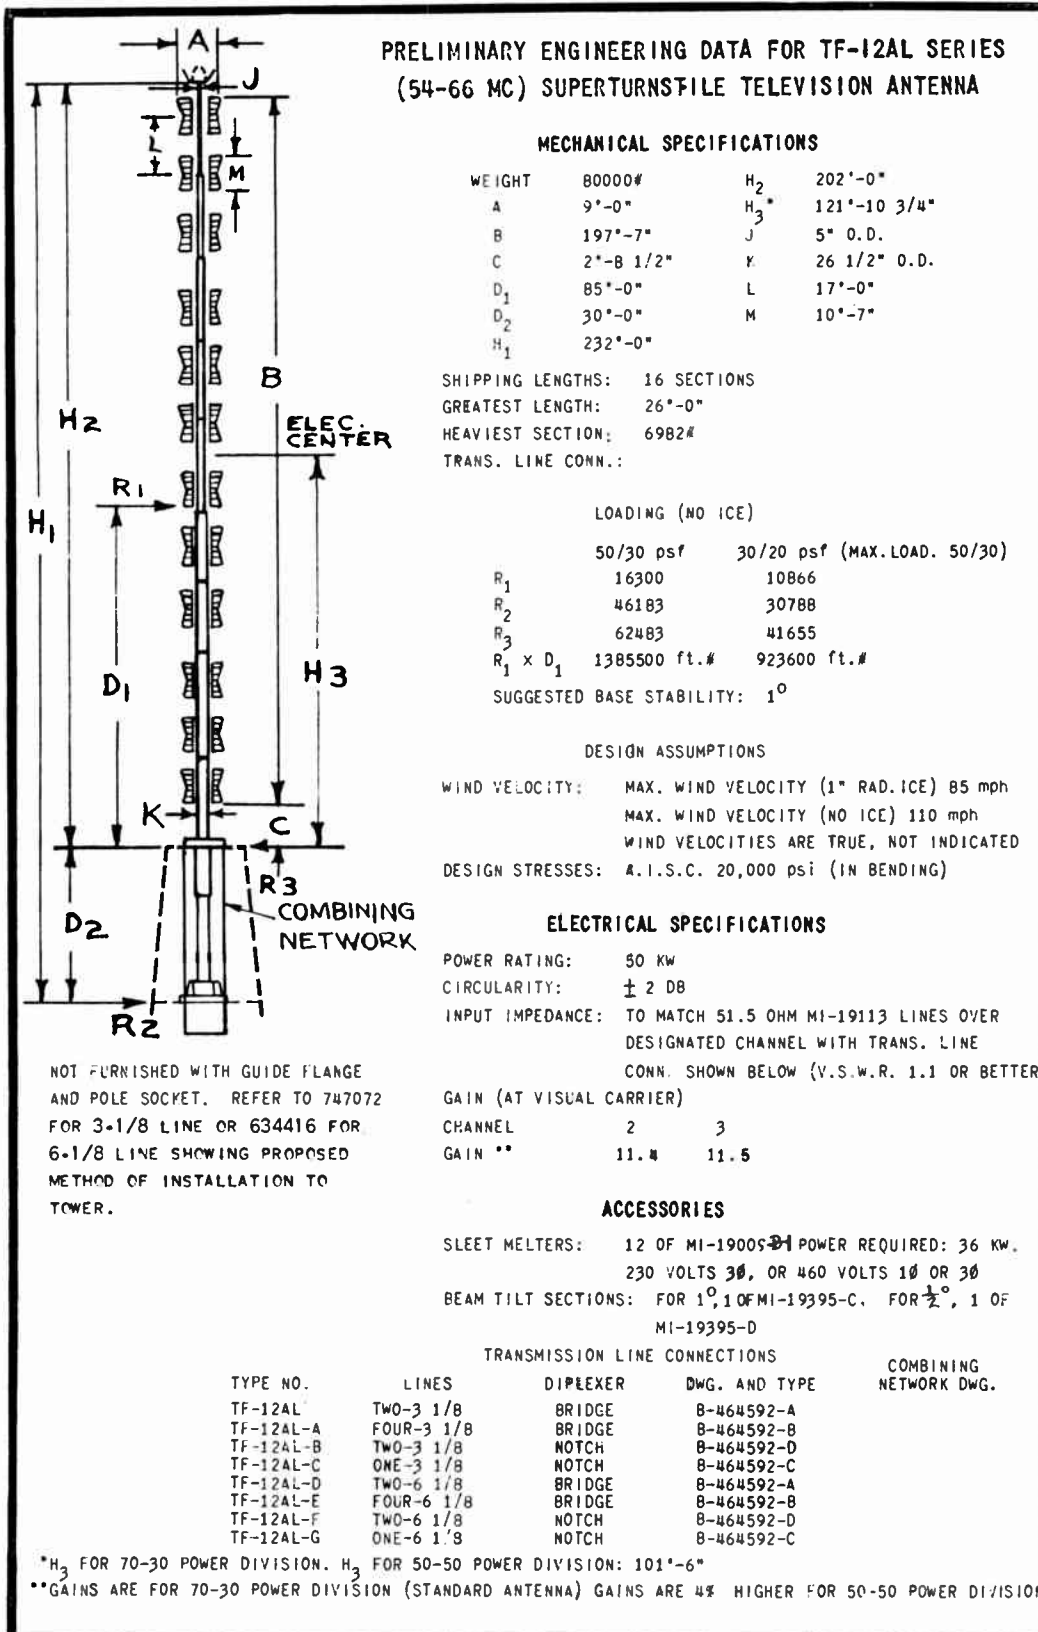 PRELIMINARY ENGINEERING DATA FOR TF-12AL SERIES
(54-66 MC) SUPERTURNSTILE TELEVISION ANTENNA
MECHANICAL SPECIFICATIONS
WEIGHT 80000# H2 202'-0"
A 9'-0" H3* 121'-10 3/4"
B 197'-7" J 5" O.D.
C 2'-8 1/2" K 26 1/2" O.D.
D1 85'-0" L 17'-0"
D2 30'-0" M 10'-7"
H1 232'-0"
SHIPPING LENGTHS: 16 SECTIONS
GREATEST LENGTH: 26'-0"
HEAVIEST SECTION: 6982#
TRANS. LINE CONN.:
LOADING (NO ICE)
50/30 psf 30/20 psf (MAX.LOAD. 50/30)
R1 16300 10866
R2 46183 30788
R3 62483 41655
R1 x D1 1385500 ft.# 923600 ft.#
SUGGESTED BASE STABILITY: 1°
DESIGN ASSUMPTIONS
WIND VELOCITY: MAX. WIND VELOCITY (1" RAD.ICE) 85 mph
MAX. WIND VELOCITY (NO ICE) 110 mph
WIND VELOCITIES ARE TRUE, NOT INDICATED
DESIGN STRESSES: A.I.S.C. 20,000 psi (IN BENDING)
ELECTRICAL SPECIFICATIONS
POWER RATING: 50 KW
CIRCULARITY: ± 2 DB
INPUT IMPEDANCE: TO MATCH 51.5 OHM MI-19113 LINES OVER
DESIGNATED CHANNEL WITH TRANS. LINE
CONN. SHOWN BELOW (V.S.W.R. 1.1 OR BETTER
GAIN (AT VISUAL CARRIER)
CHANNEL 2 3
GAIN ** 11.4 11.5
ACCESSORIES
SLEET MELTERS: 12 OF MI-19009 POWER REQUIRED: 36 KW.
230 VOLTS 3Ø, OR 460 VOLTS 1Ø OR 3Ø
BEAM TILT SECTIONS: FOR 1°, 1 OF MI-19395-C. FOR ½°, 1 OF
MI-19395-D
A
J
L
M
B
H2
ELEC.
CENTER
R1
H1
H3
D1
K
C
R3
D2
COMBINING
NETWORK
R2
NOT FURNISHED WITH GUIDE FLANGE
AND POLE SOCKET. REFER TO 747072
FOR 3-1/8 LINE OR 634416 FOR
6-1/8 LINE SHOWING PROPOSED
METHOD OF INSTALLATION TO
TOWER.
TRANSMISSION LINE CONNECTIONS
TYPE NO. LINES DIPLEXER DWG. AND TYPE COMBINING NETWORK DWG.
TF-12AL TWO-3 1/8 BRIDGE B-464592-A
TF-12AL-A FOUR-3 1/8 BRIDGE B-464592-B
TF-12AL-B TWO-3 1/8 NOTCH B-464592-D
TF-12AL-C ONE-3 1/8 NOTCH B-464592-C
TF-12AL-D TWO-6 1/8 BRIDGE B-464592-A
TF-12AL-E FOUR-6 1/8 BRIDGE B-464592-B
TF-12AL-F TWO-6 1/8 NOTCH B-464592-D
TF-12AL-G ONE-6 1/8 NOTCH B-464592-C
*H3 FOR 70-30 POWER DIVISION. H3 FOR 50-50 POWER DIVISION: 101'-6"
**GAINS ARE FOR 70-30 POWER DIVISION (STANDARD ANTENNA) GAINS ARE 4% HIGHER FOR 50-50 POWER DIVISIO